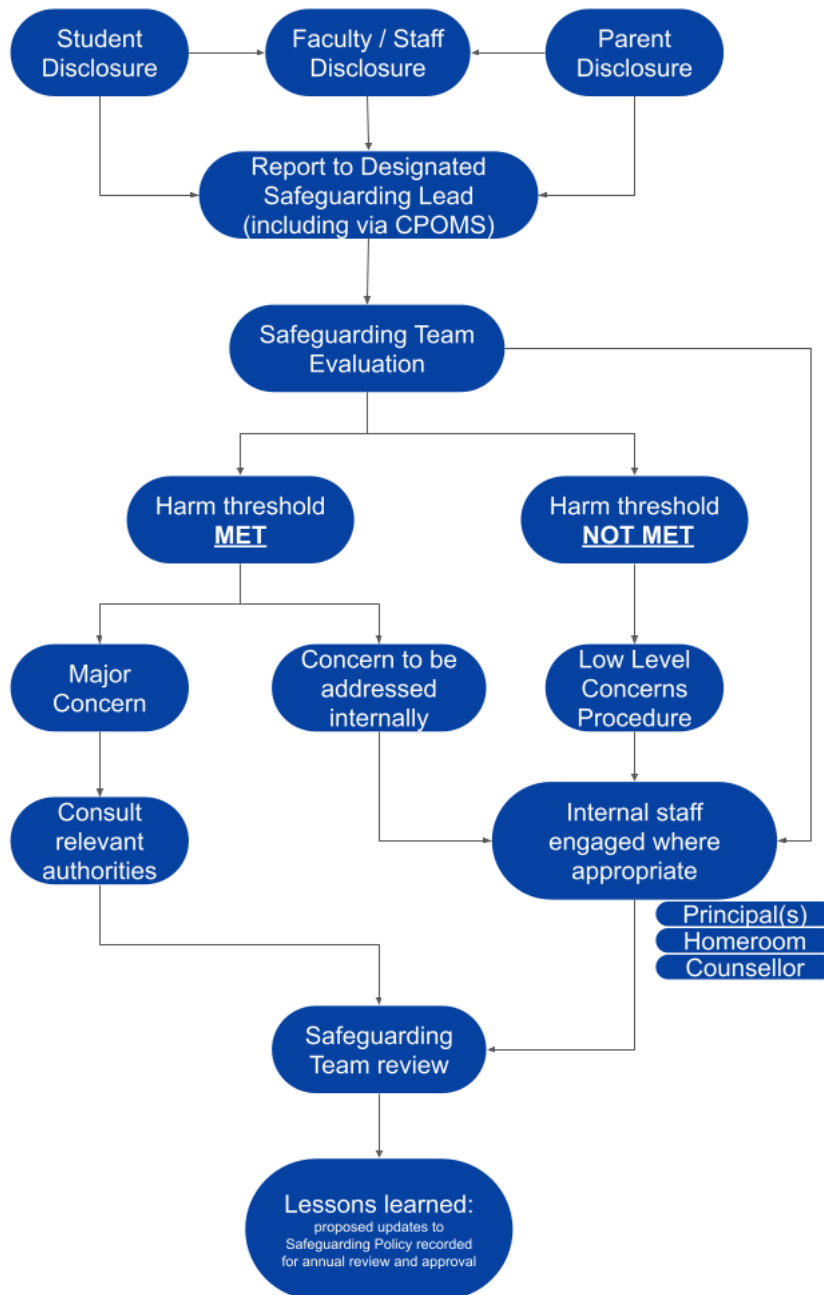 Student
Disclosure
Faculty / Staff
Disclosure
Parent
Disclosure
Report to Designated
Safeguarding Lead
(including via CPOMS)
Safeguarding Team
Evaluation
Harm threshold
MET
Harm threshold
NOT MET
Major
Concern
Concern to be
addressed
internally
Low Level
Concerns
Procedure
Consult
relevant
authorities
Internal staff
engaged where
appropriate
Principal(s)
Homeroom
Counsellor
Safeguarding
Team review
Lessons learned:
proposed updates to
Safeguarding Policy recorded
for annual review and approval